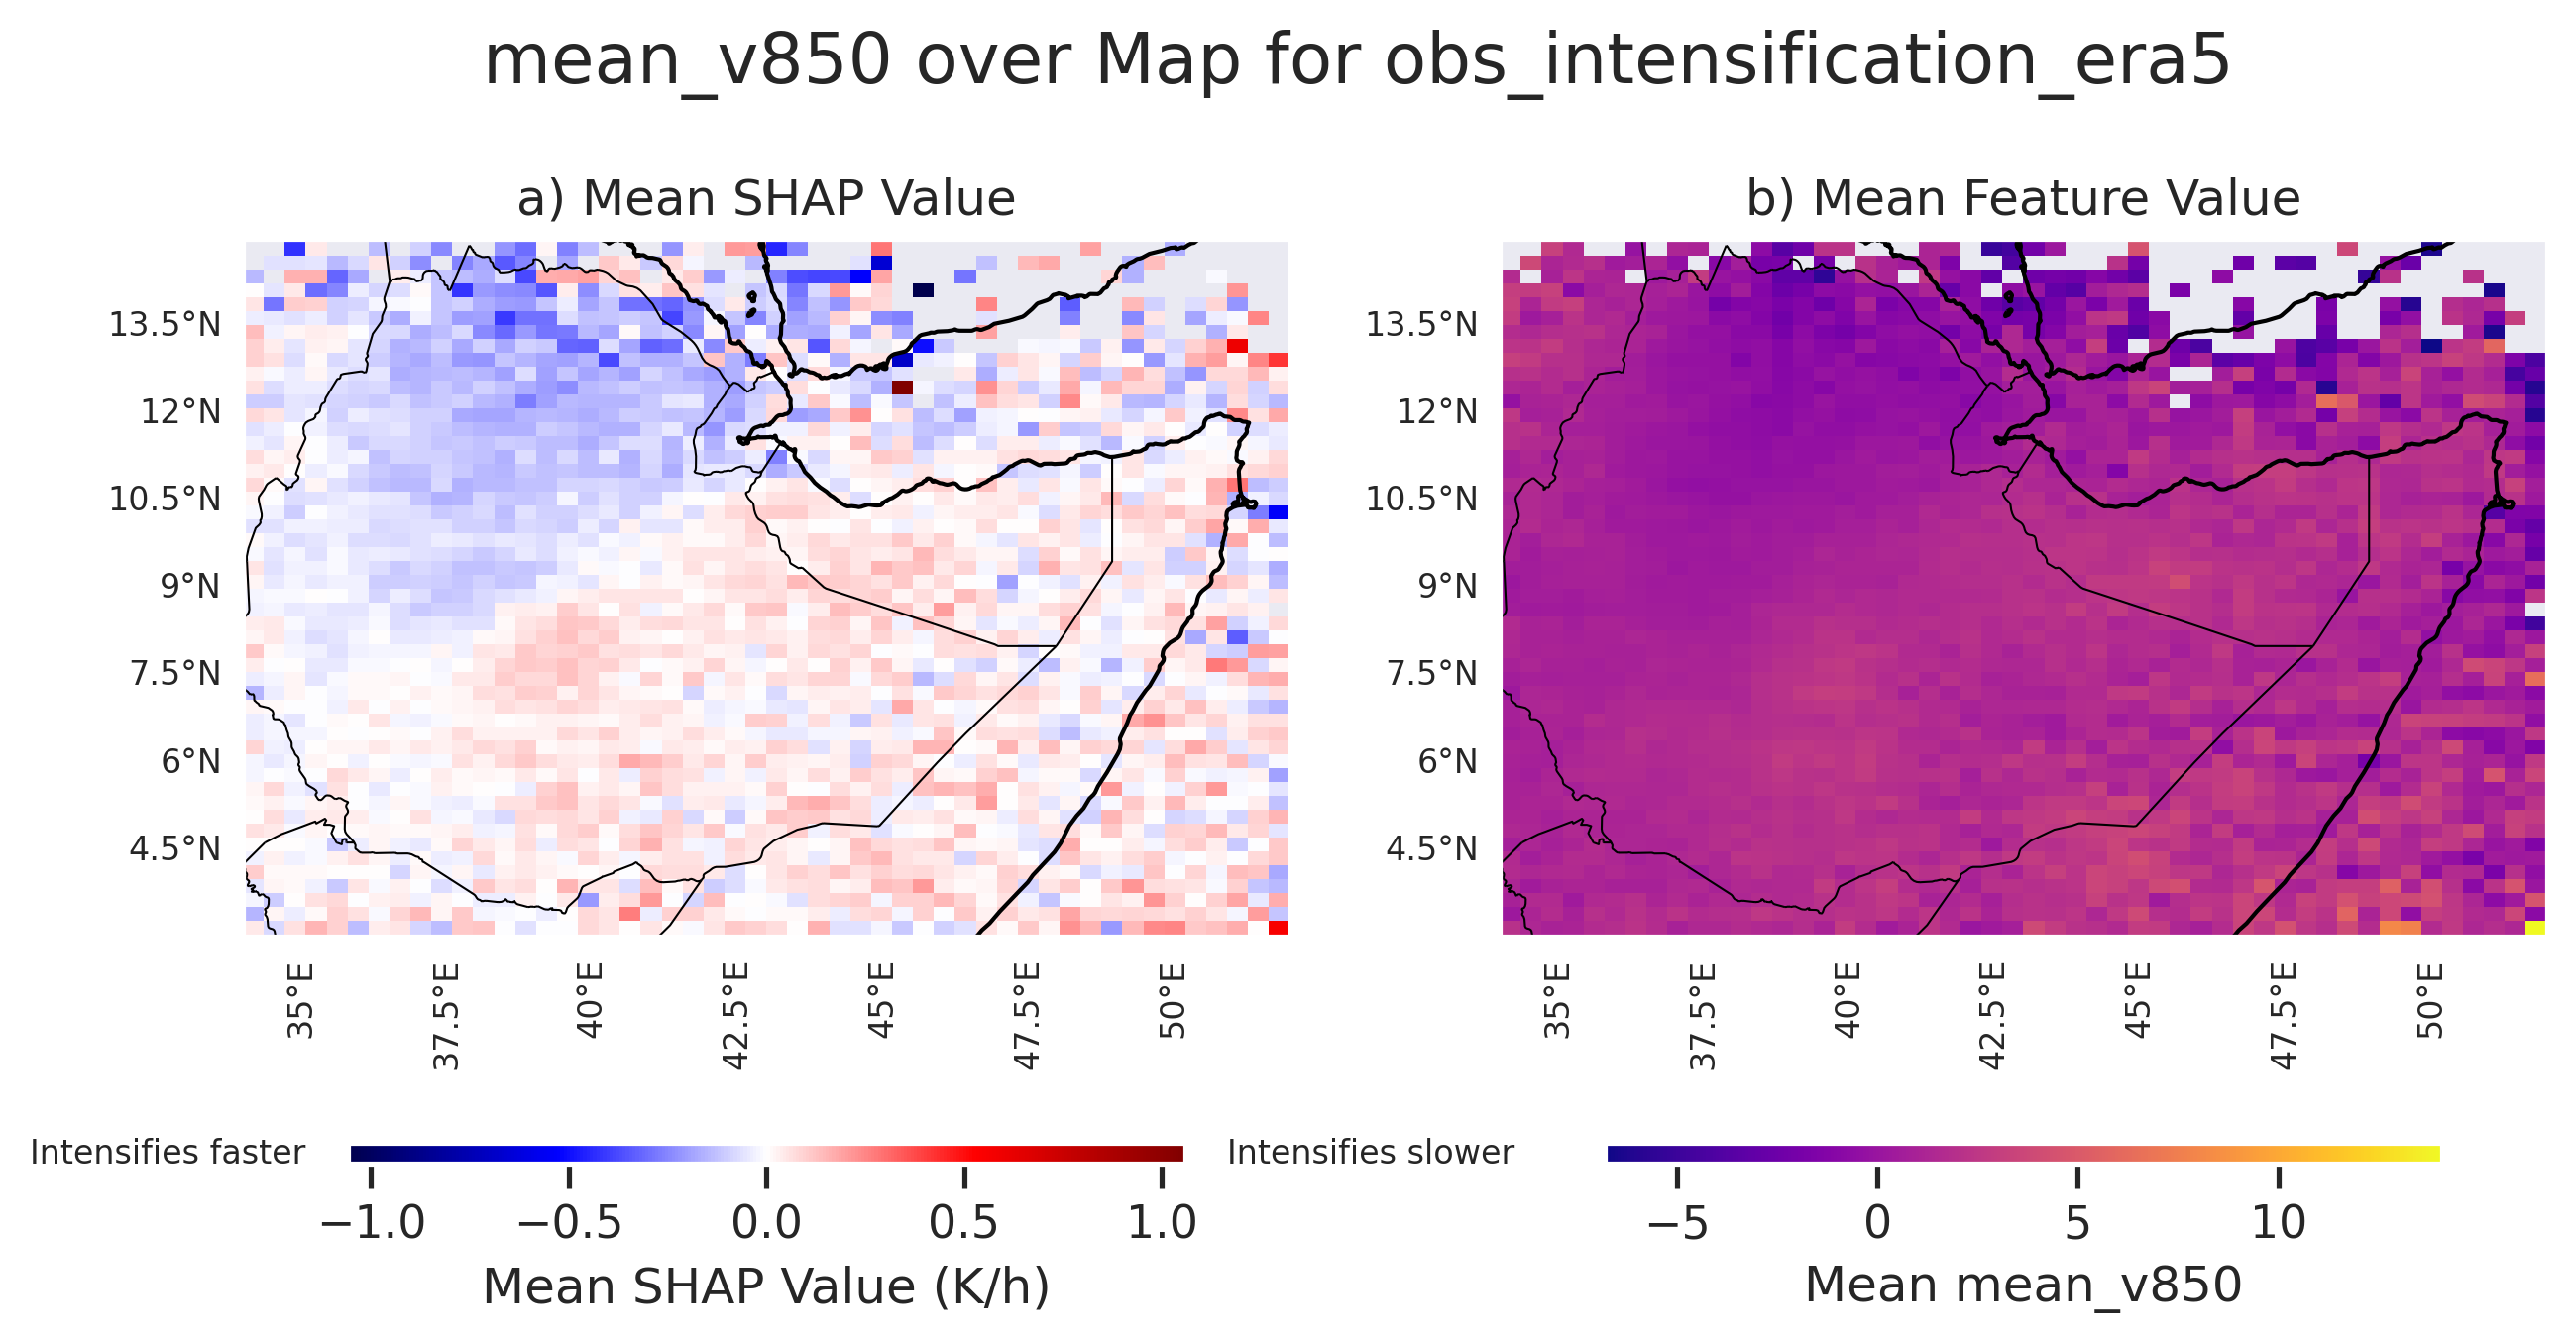 mean_v850 over Map for obs_intensification_era5
a) Mean SHAP Value
13.5°N
12°N
10.5°N
9°N
7.5°N
6°N
4.5°N
35°E
37.5°E
40°E
42.5°E
45°E
47.5°E
50°E
Intensifies faster
Intensifies slower
−1.0
−0.5
0.0
0.5
1.0
Mean SHAP Value (K/h)
b) Mean Feature Value
13.5°N
12°N
10.5°N
9°N
7.5°N
6°N
4.5°N
35°E
37.5°E
40°E
42.5°E
45°E
47.5°E
50°E
−5
0
5
10
Mean mean_v850